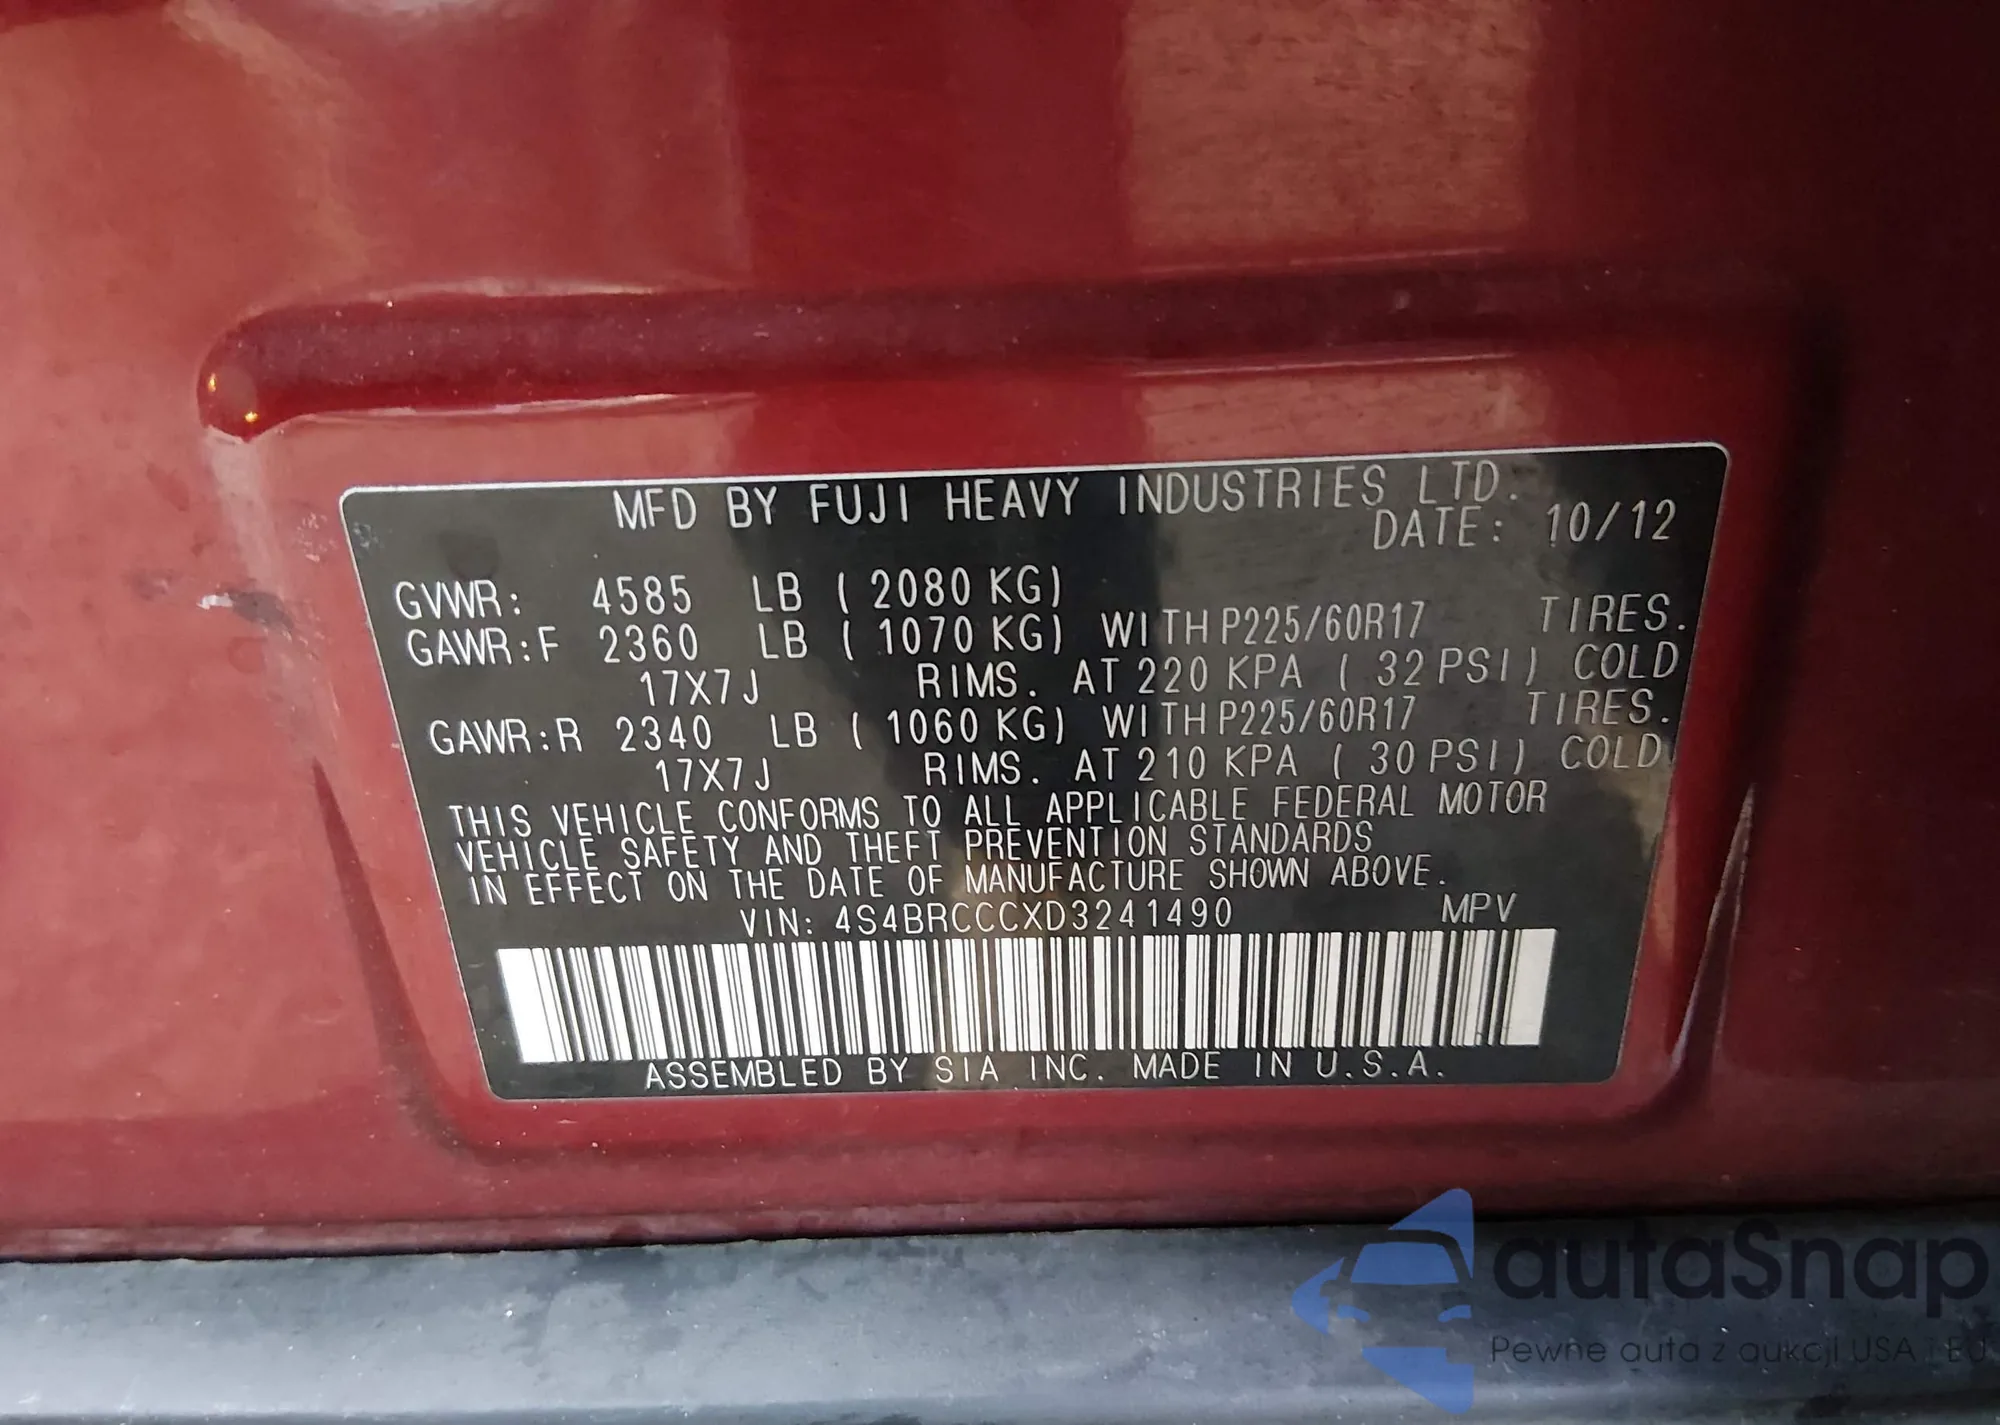 MFD BY FUJI HEAVY INDUSTRIES LTD.
DATE: 10/12
GVWR: 4585 LB (2080 KG)
GAWR:F 2360 LB (1070 KG) WITH P225/60R17 TIRES.
17X7J RIMS. AT 220 KPA (32 PSI) COLD
GAWR:R 2340 LB (1060 KG) WITH P225/60R17 TIRES.
17X7J RIMS. AT 210 KPA (30 PSI) COLD
THIS VEHICLE CONFORMS TO ALL APPLICABLE FEDERAL MOTOR
VEHICLE SAFETY AND THEFT PREVENTION STANDARDS
IN EFFECT ON THE DATE OF MANUFACTURE SHOWN ABOVE.
VIN: 4S4BRCCCXD3241490 MPV
ASSEMBLED BY SIA INC. MADE IN U.S.A.
autaSnap
Pewne auta z aukcji USA i EU